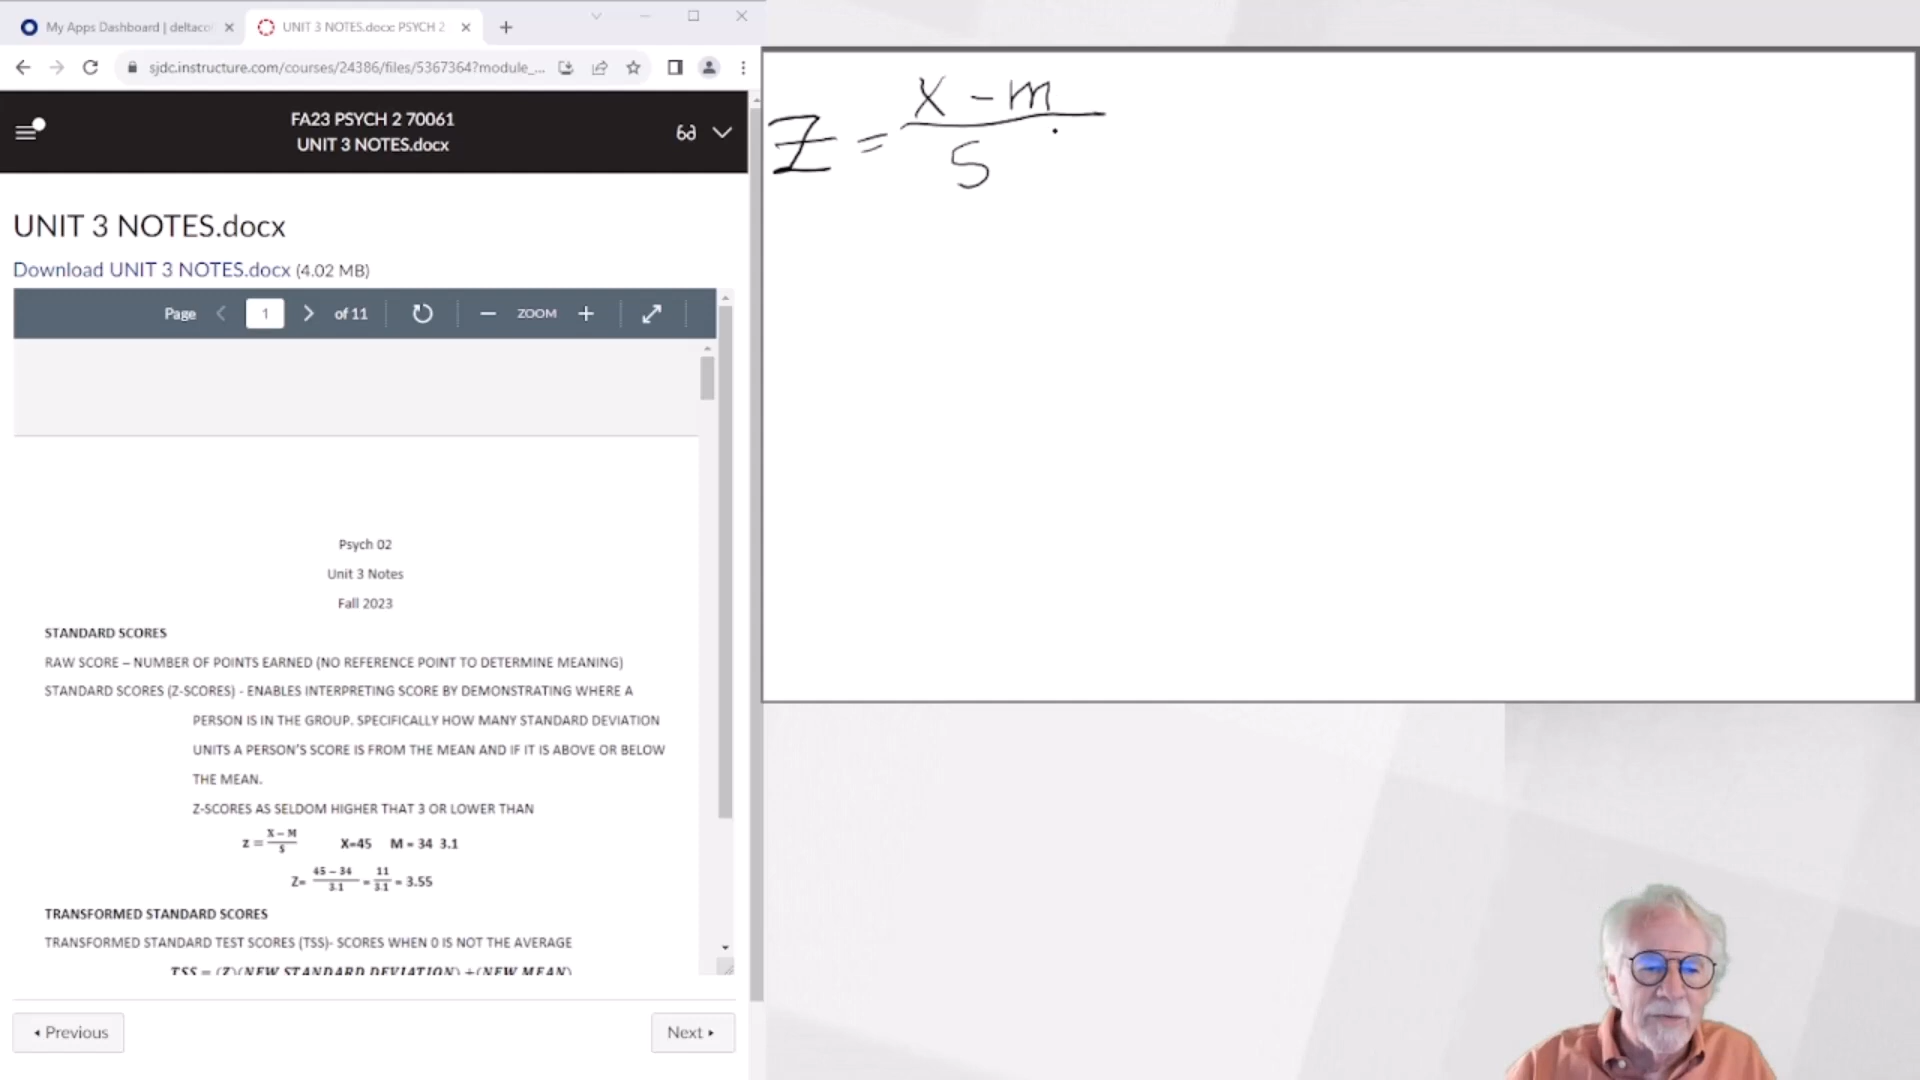 My Apps Dashboard | deltaco
UNIT 3 NOTES.docx: PSYCH 2
sjdc.instructure.com/courses/24386/files/5367364?module_...
FA23 PSYCH 2 70061
UNIT 3 NOTES.docx
UNIT 3 NOTES.docx
Download UNIT 3 NOTES.docx (4.02 MB)
Page 1 of 11 ZOOM
Psych 02
Unit 3 Notes
Fall 2023
STANDARD SCORES
RAW SCORE – NUMBER OF POINTS EARNED (NO REFERENCE POINT TO DETERMINE MEANING)
STANDARD SCORES (Z-SCORES) - ENABLES INTERPRETING SCORE BY DEMONSTRATING WHERE A
PERSON IS IN THE GROUP. SPECIFICALLY HOW MANY STANDARD DEVIATION
UNITS A PERSON'S SCORE IS FROM THE MEAN AND IF IT IS ABOVE OR BELOW
THE MEAN.
Z-SCORES AS SELDOM HIGHER THAT 3 OR LOWER THAN
z = X – M / S X=45 M = 34 3.1
Z= 45 – 34 / 3.1 = 11 / 3.1 = 3.55
TRANSFORMED STANDARD SCORES
TRANSFORMED STANDARD TEST SCORES (TSS)- SCORES WHEN 0 IS NOT THE AVERAGE
TSS = (Z)(NEW STANDARD DEVIATION) +(NEW MEAN)
Previous
Next
Z = X - m / S